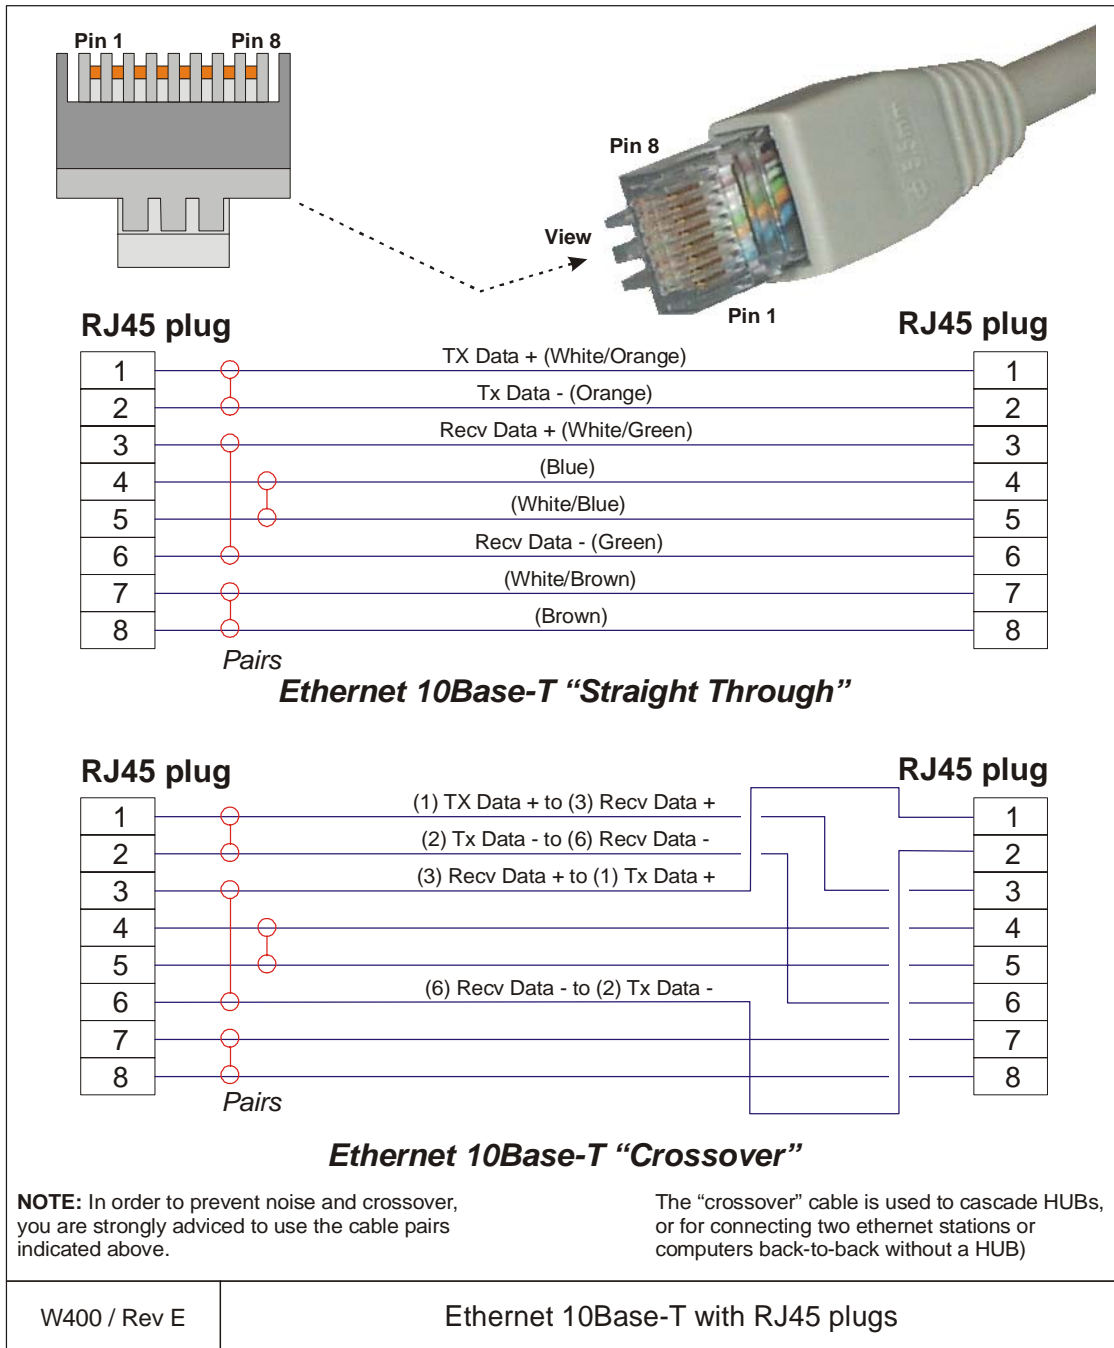 Pin 1 Pin 8
Pin 8
View
Pin 1
RJ45 plug RJ45 plug
1 TX Data + (White/Orange) 1
2 Tx Data - (Orange) 2
3 Recv Data + (White/Green) 3
4 (Blue) 4
5 (White/Blue) 5
6 Recv Data - (Green) 6
7 (White/Brown) 7
8 (Brown) 8
Pairs
Ethernet 10Base-T “Straight Through”
RJ45 plug RJ45 plug
1 (1) TX Data + to (3) Recv Data + 1
2 (2) Tx Data - to (6) Recv Data - 2
3 (3) Recv Data + to (1) Tx Data + 3
4 4
5 5
6 (6) Recv Data - to (2) Tx Data - 6
7 7
8 8
Pairs
Ethernet 10Base-T “Crossover”
NOTE: In order to prevent noise and crossover,
you are strongly adviced to use the cable pairs
indicated above.
The “crossover” cable is used to cascade HUBs,
or for connecting two ethernet stations or
computers back-to-back without a HUB)
W400 / Rev E
Ethernet 10Base-T with RJ45 plugs